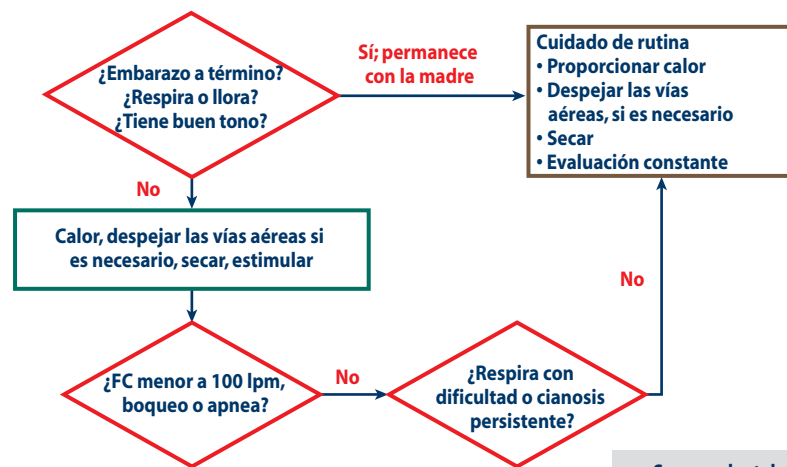 ¿Embarazo a término?
¿Respira o llora?
¿Tiene buen tono?
Sí; permanece
con la madre
Cuidado de rutina
• Proporcionar calor
• Despejar las vías
aéreas, si es necesario
• Secar
• Evaluación constante
No
Calor, despejar las vías aéreas si
es necesario, secar, estimular
No
¿FC menor a 100 lpm,
boqueo o apnea?
No
¿Respira con
dificultad o cianosis
persistente?